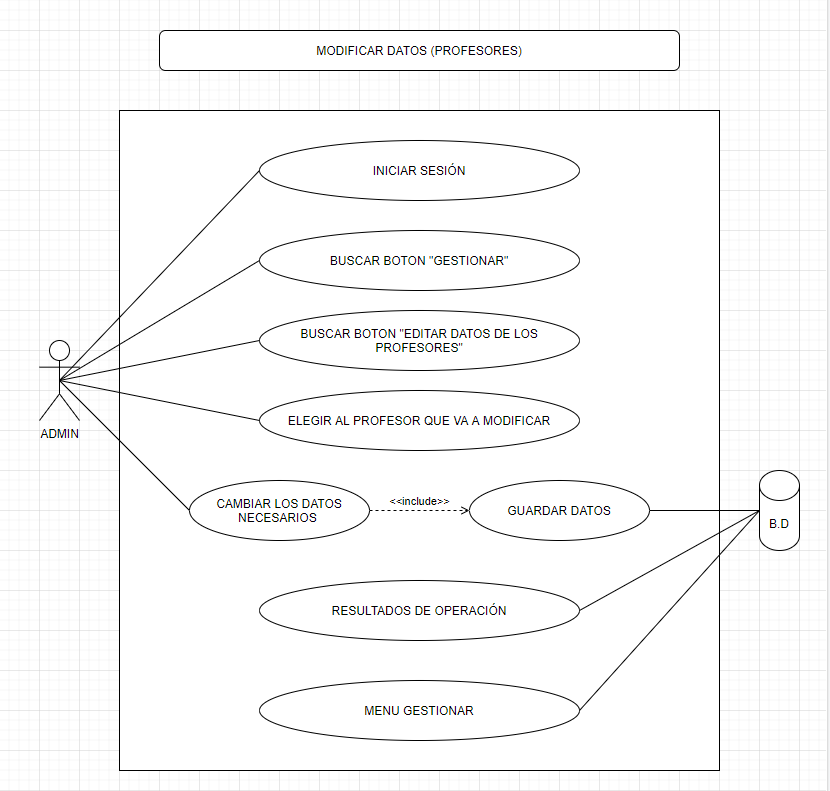 MODIFICAR DATOS (PROFESORES)
INICIAR SESIÓN
BUSCAR BOTON "GESTIONAR"
BUSCAR BOTON "EDITAR DATOS DE LOS
PROFESORES"
ELEGIR AL PROFESOR QUE VA A MODIFICAR
ADMIN
CAMBIAR LOS DATOS
NECESARIOS
<<include>>
GUARDAR DATOS
B.D
RESULTADOS DE OPERACIÓN
MENU GESTIONAR